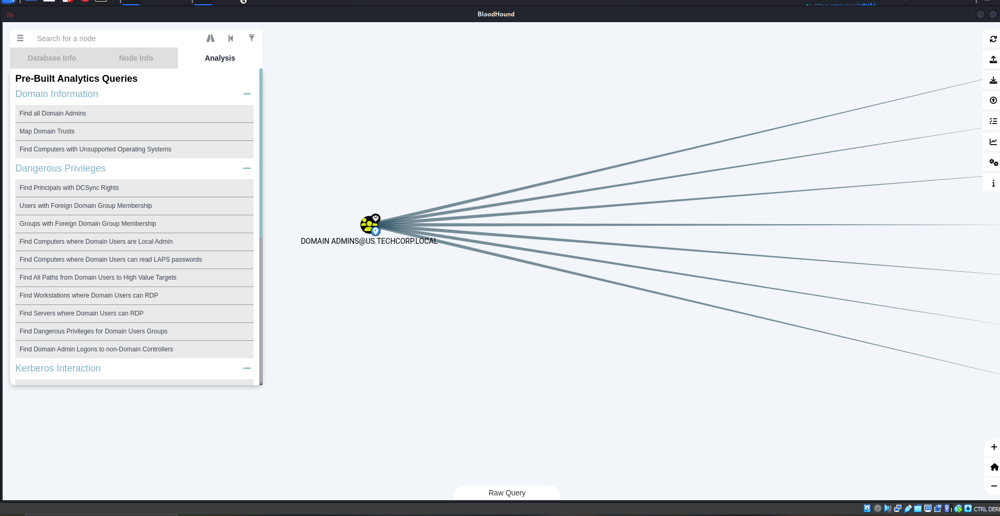 BloodHound
Search for a node
Database Info
Node Info
Analysis
Pre-Built Analytics Queries
Domain Information
Find all Domain Admins
Map Domain Trusts
Find Computers with Unsupported Operating Systems
Dangerous Privileges
Find Principals with DCSync Rights
Users with Foreign Domain Group Membership
Groups with Foreign Domain Group Membership
Find Computers where Domain Users are Local Admin
Find Computers where Domain Users can read LAPS passwords
Find All Paths from Domain Users to High Value Targets
Find Workstations where Domain Users can RDP
Find Servers where Domain Users can RDP
Find Dangerous Privileges for Domain Users Groups
Find Domain Admin Logons to non-Domain Controllers
Kerberos Interaction
DOMAIN ADMINS@US.TECHCORP.LOCAL
Raw Query
CTRL DER